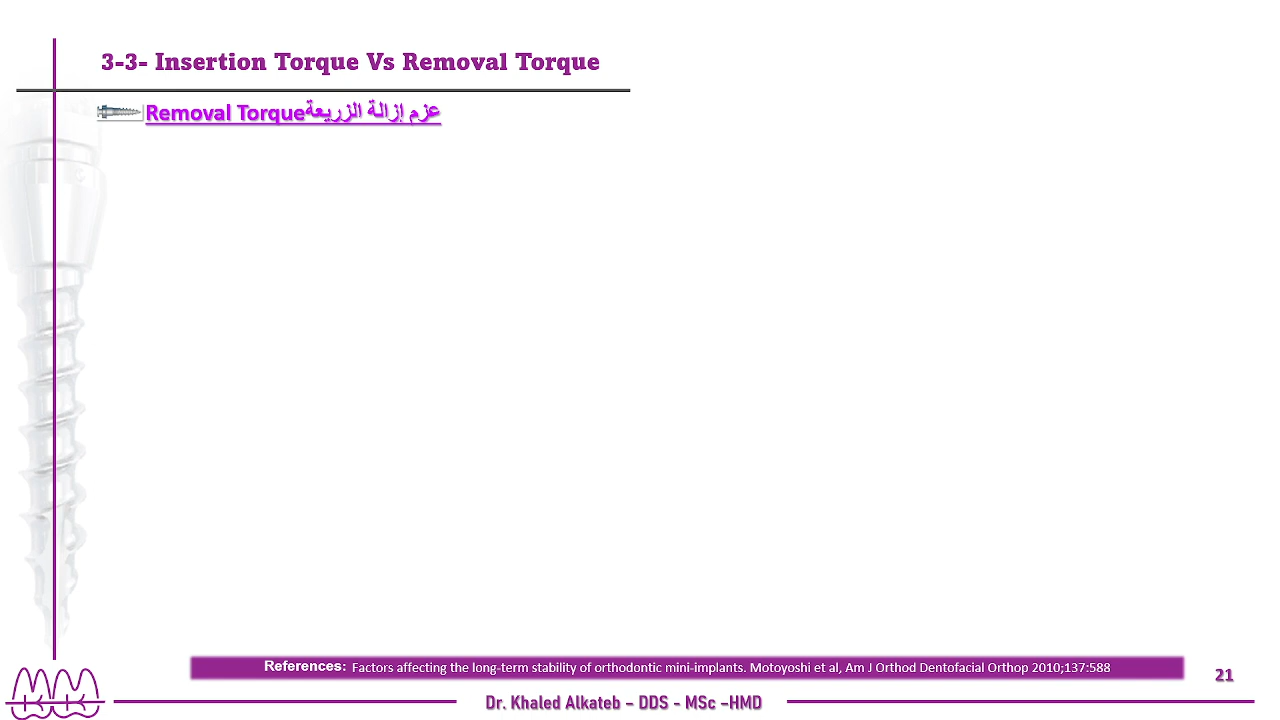 3-3- Insertion Torque Vs Removal Torque
Removal Torqueعزم إزالة الزريعة
References: Factors affecting the long-term stability of orthodontic mini-implants. Motoyoshi et al, Am J Orthod Dentofacial Orthop 2010;137:588
21
Dr. Khaled Alkateb – DDS - MSc –HMD